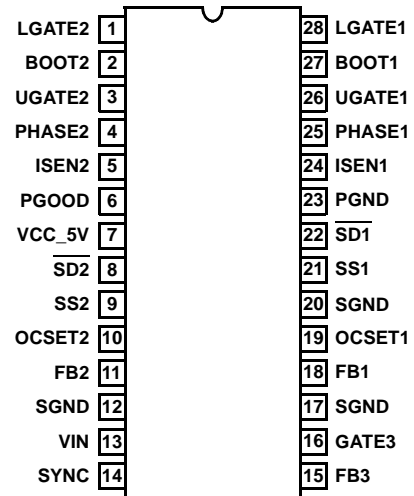 LGATE2 1 28 LGATE1
BOOT2 2 27 BOOT1
UGATE2 3 26 UGATE1
PHASE2 4 25 PHASE1
ISEN2 5 24 ISEN1
PGOOD 6 23 PGND
VCC_5V 7 22 S̅D̅1̅
S̅D̅2̅ 8 21 SS1
SS2 9 20 SGND
OCSET2 10 19 OCSET1
FB2 11 18 FB1
SGND 12 17 SGND
VIN 13 16 GATE3
SYNC 14 15 FB3